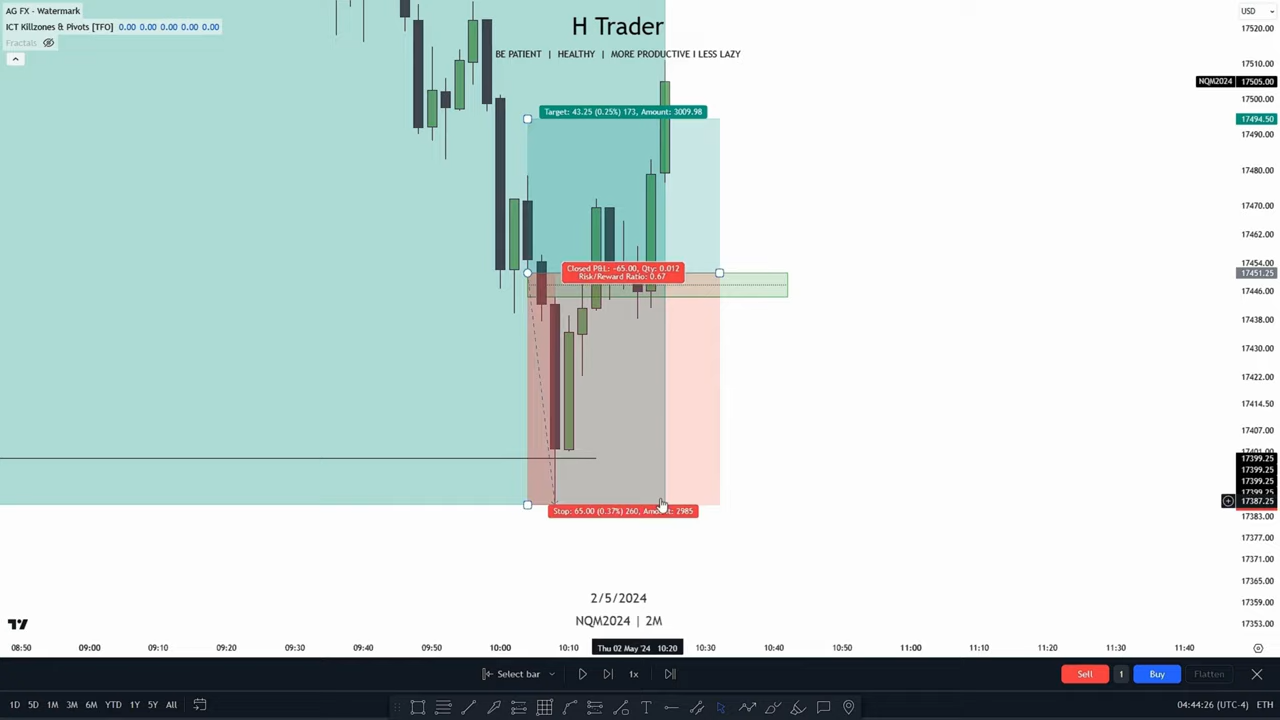 AG FX - Watermark
ICT Killzones & Pivots [TFO] 0.00 0.00 0.00 0.00 0.00
Fractals
H Trader
BE PATIENT | HEALTHY | MORE PRODUCTIVE I LESS LAZY
USD
17520.00
17510.00
NQM2024 17505.00
17500.00
Target: 43.25 (0.25%) 173, Amount: 3009.98
17494.50
17490.00
17480.00
17470.00
17462.00
17454.00
Closed P&L: -65.00, Qty: 0.012
Risk/Reward Ratio: 0.67
17451.25
17446.00
17438.00
17430.00
17422.00
17414.50
17407.00
17401.00
17399.25
17399.25
17399.25
17399.25
17387.25
Stop: 65.00 (0.37%) 260, Amount: 2985
17383.00
17377.00
17371.00
17365.00
17359.00
17353.00
2/5/2024
NQM2024 | 2M
08:50 09:00 09:10 09:20 09:30 09:40 09:50 10:00 10:10 Thu 02 May '24 10:20 10:30 10:40 10:50 11:00 11:10 11:20 11:30 11:40
Select bar 1x Sell 1 Buy Flatten
1D 5D 1M 3M 6M YTD 1Y 5Y All 04:44:26 (UTC-4) ETH